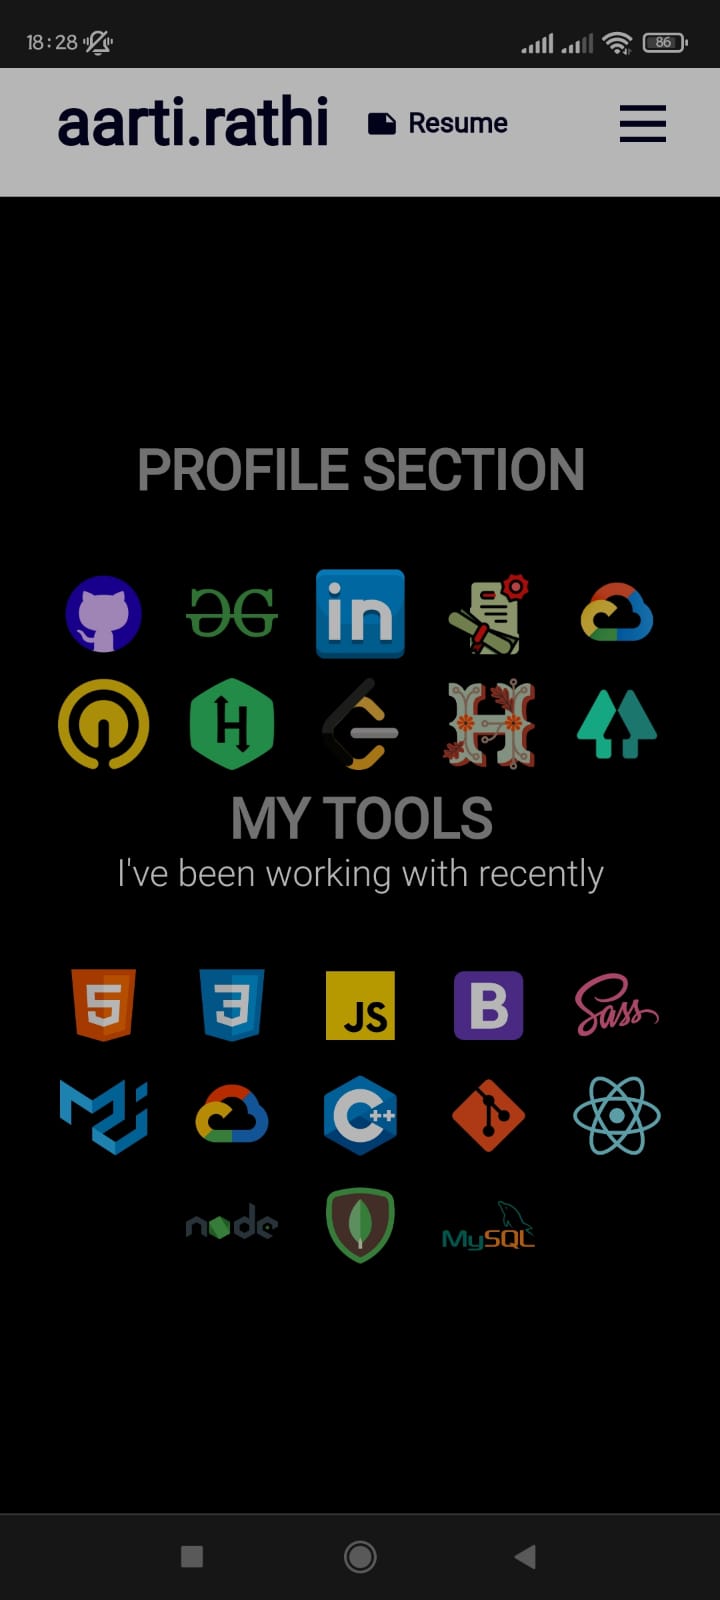 18:28
86
aarti.rathi
Resume
PROFILE SECTION
in
H
H
MY TOOLS
I've been working with recently
5
3
JS
B
Sass
C++
node
MySQL